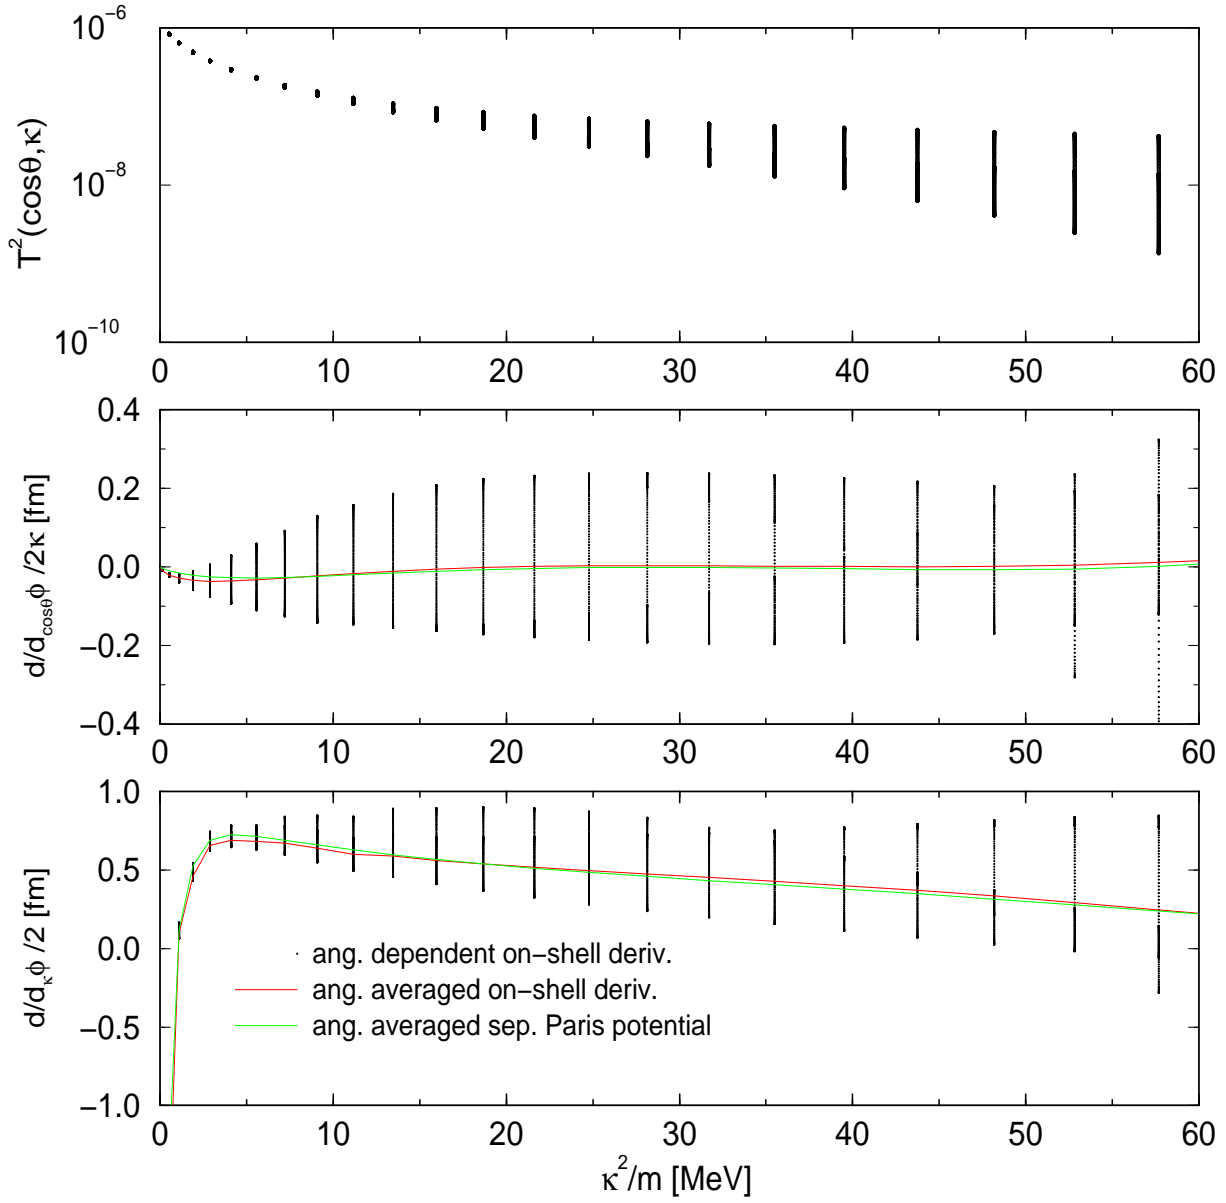 10⁻⁶
10⁻⁸
10⁻¹⁰
T²(cosθ,κ)
0 10 20 30 40 50 60
0.4
0.2
0.0
−0.2
−0.4
d/d_cosθ ϕ /2κ [fm]
0 10 20 30 40 50 60
1.0
0.5
0.0
−0.5
−1.0
d/d_κ ϕ /2 [fm]
ang. dependent on−shell deriv.
ang. averaged on−shell deriv.
ang. averaged sep. Paris potential
0 10 20 30 40 50 60
κ²/m [MeV]